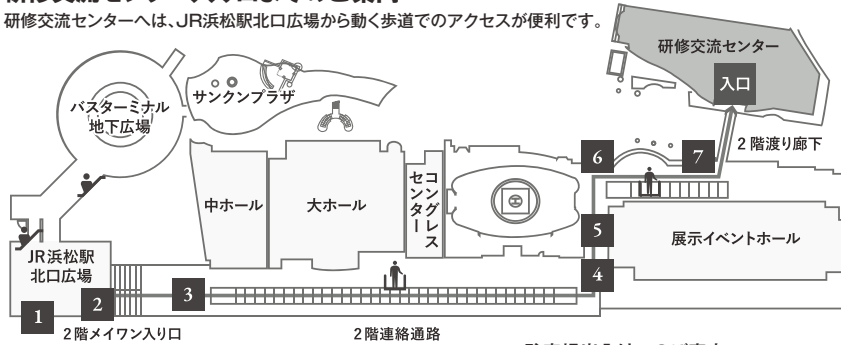 研修交流センターへは、JR浜松駅北口広場から動く歩道でのアクセスが便利です。
研修交流センター
入口
バスターミナル
地下広場
サンクンプラザ
2階渡り廊下
6
7
中ホール
大ホール
コングレス
センター
5
展示イベントホール
JR浜松駅
北口広場
4
1
2
3
2階メイワン入り口
2階連絡通路